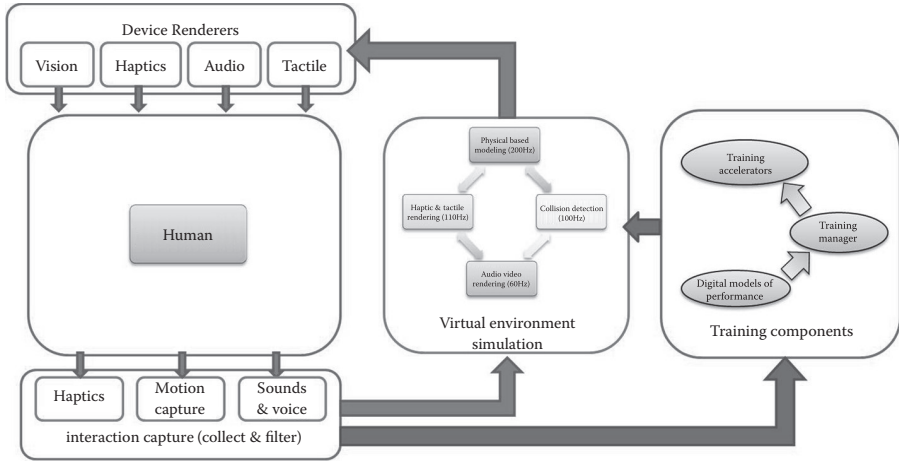 Device Renderers
Vision
Haptics
Audio
Tactile
Human
Haptics
Motion
capture
Sounds
& voice
interaction capture (collect & filter)
Physical based
modeling (200Hz)
Haptic & tactile
rendering (110Hz)
Collision detection
(100Hz)
Audio video
rendering (60Hz)
Virtual environment
simulation
Training
accelerators
Training
manager
Digital models of
performance
Training components